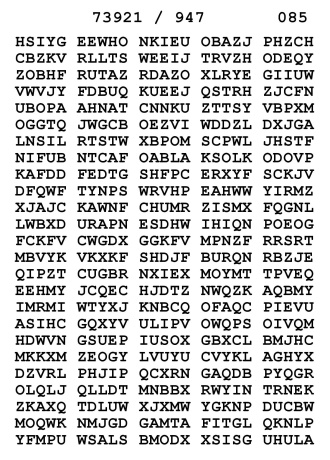 73921 / 947 085
HSIYG EEWHO NKIEU OBAZJ PHZCH
CBZKV RLLTS WEEIJ TRVZH ODEQY
ZOBHF RUTAZ RDAZO XLRYE GIIUW
VWVJY FDBUQ KUEEJ QSTRH ZJCFN
UBOPA AHNAT CNNKU ZTTSY VBPXM
OGGTQ JWGCB OEZVI WDDZL DXJGA
LNSIL RTSTW XBPOM SCPWL JHSTF
NIFUB NTCAF OABLA KSOLK ODOVP
KAFDD FEDTG SHFPC ERXYF SCKJV
DFQWF TYNPS WRVHP EAHWW YIRMZ
XJAJC KAWNF CHUMR ZISMX FQGNL
LWBXD URAPN ESDHW IHIQN POEOG
FCKFV CWGDX GGKFV MPNZF RRSRT
MBVYK VKXKF SHDJF BURQN RBZJE
QIPZT CUGBR NXIEX MOYMT TPVEQ
EEHMY JCQEC HJDTZ NWQZK AQBMY
IMRMI WTYXJ KNBCQ OFAQC PIEVU
ASIHC GQXYV ULIPV OWQPS OIVQM
HDWVN GSUEP IUSOX GBXCL BMJHC
MKKXM ZEOGY LVUYU CVYKL AGHYX
DZVRL PHJIP QCXRN GAQDB PYQGR
OLQLJ QLLDT MNBBX RWYIN TRNEK
ZKAXQ TDLUW XJXMW YGKNP DUCBW
MOQWK NMJGD GAMTA FITGL QKNLP
YFMPU WSALS BMODX XSISG UHULA